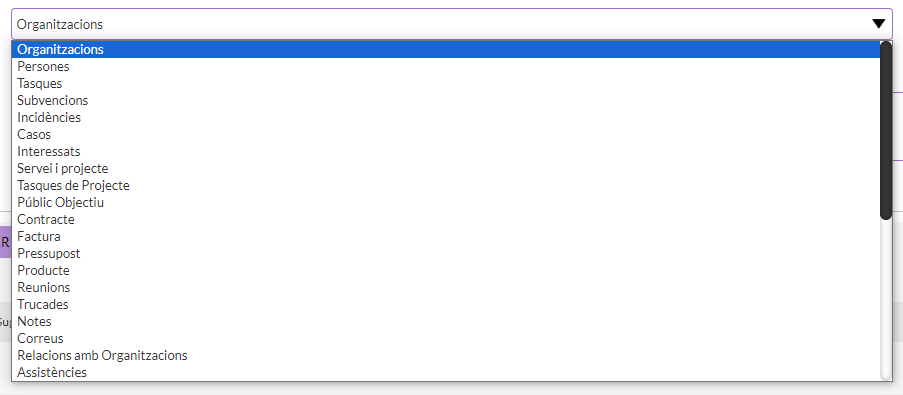 Organitzacions
Organitzacions
Persones
Tasques
Subvencions
Incidències
Casos
Interessats
Servei i projecte
Tasques de Projecte
Públic Objectiu
Contracte
R
Factura
Pressupost
Producte
Reunions
Trucades
Notes
Correus
Relacions amb Organitzacions
Assistències